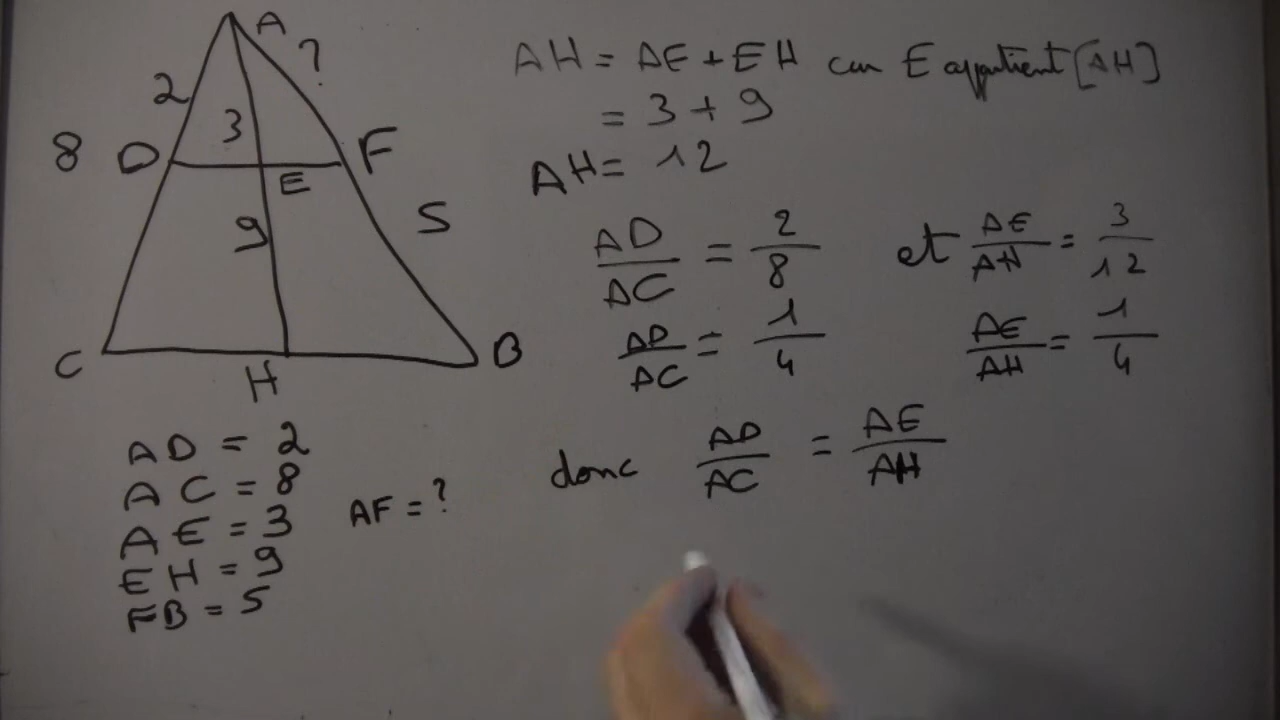 A
?
2
3
8
D
F
E
9
5
C
H
B
AD = 2
AC = 8
AE = 3
EH = 9
FB = 5
AF = ?
AH = AE + EH car E appartient [AH]
= 3 + 9
AH = 12
AD/AC = 2/8 et AE/AH = 3/12
AD/AC = 1/4 AE/AH = 1/4
donc AD/AC = AE/AH